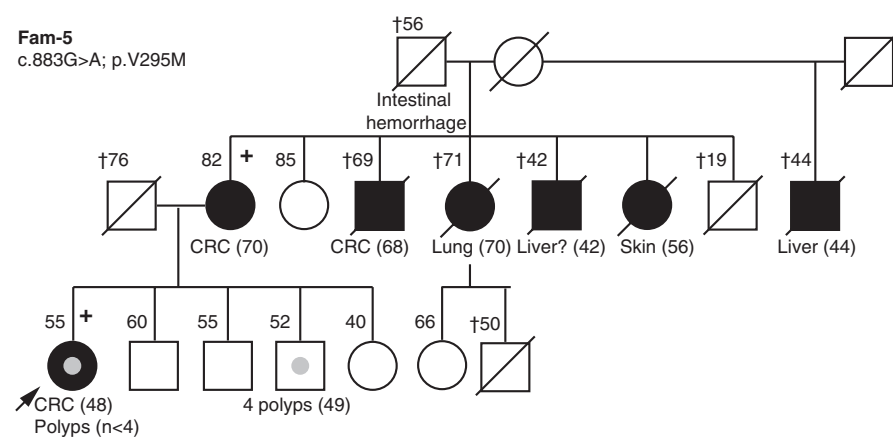 Fam-5
c.883G>A; p.V295M
†56
Intestinal
hemorrhage
†76
82 +
85
†69
†71
†42
†19
†44
CRC (70)
CRC (68)
Lung (70)
Liver? (42)
Skin (56)
Liver (44)
55 +
60
55
52
40
66
†50
CRC (48)
Polyps (n<4)
4 polyps (49)